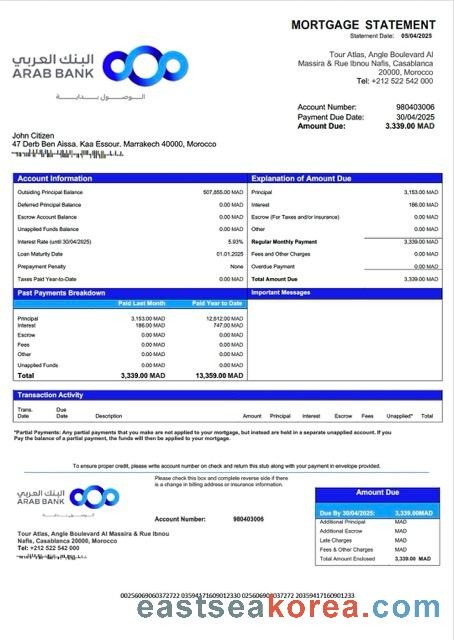 MORTGAGE STATEMENT
Statement Date: 05/04/2025
البنك العربي
ARAB BANK
الوصول بداية
Tour Atlas, Angle Boulevard Al
Massira & Rue Ibnou Nafis, Casablanca
20000, Morocco
Tel: +212 522 542 000
Account Number: 980403006
Payment Due Date: 30/04/2025
Amount Due: 3.339.00 MAD
John Citizen
47 Derb Ben Aissa. Kaa Essour, Marrakech 40000, Morocco
Account Information
Outsiding Principal Balance 507,855.00 MAD
Deferred Principal Balance 0.00 MAD
Escrow Account Balance 0.00 MAD
Unapplied Funds Balance 0.00 MAD
Interest Rate (until 30/04/2025) 5.93%
Loan Maturity Date 01.01.2025
Prepayment Penalty None
Taxes Paid Year-to-Date 0.00 MAD
Explanation of Amount Due
Principal 3,153.00 MAD
Interest 186.00 MAD
Escrow (For Taxes and/or insurance) 0.00 MAD
Other 0.00 MAD
Regular Monthly Payment 3,339.00 MAD
Fees and Other Charges 0.00 MAD
Overdue Payment 0.00 MAD
Total Amount Due 3,339.00 MAD
Past Payments Breakdown
Paid Last Month Paid Year to Date
Principal 3,153.00 MAD 12,612.00 MAD
Interest 186.00 MAD 747.00 MAD
Escrow 0.00 MAD 0.00 MAD
Fees 0.00 MAD 0.00 MAD
Other 0.00 MAD 0.00 MAD
Unapplied Funds 0.00 MAD 0.00 MAD
Total 3,339.00 MAD 13,359.00 MAD
Important Messages
Transaction Activity
Trans. Date Due Date Description Amount Principal Interest Escrow Fees Unapplied* Total
*Partial Payments: Any partial payments that you make are not applied to your mortgage, but instead are held in a separate unapplied account. If you
Pay the balance of a partial payment, the funds will then be applied to your mortgage.
To ensure proper credit, please write account number on check and return this stub along with your payment in envelope provided.
البنك العربي
ARAB BANK
Please check this box and complete reverse side if there
is a change in billing address or insurance information.
Account Number: 980403006
Tour Atlas, Angle Boulevard Al Massira & Rue Ibnou
Nafis, Casablanca 20000, Morocco
Tel: +212 522 542 000
Amount Due
Due By 30/04/2025: 3,339.00MAD
Additional Principal MAD
Additional Escrow MAD
Late Charges MAD
Fees & Other Charges MAD
Total Amount Enclosed 3,339.00 MAD
eastseakorea.com